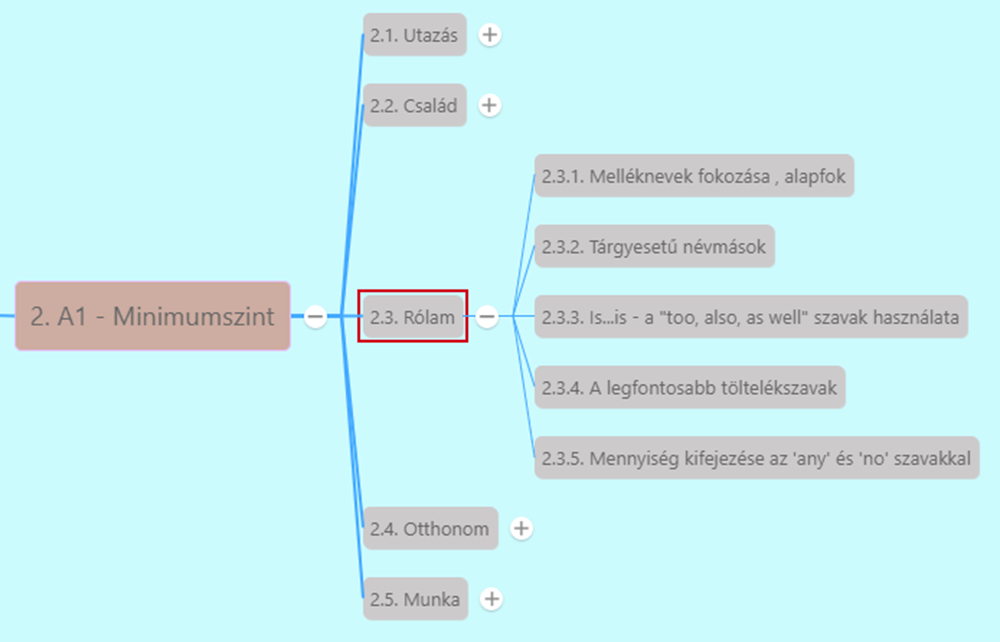 2.1. Utazás
2.2. Család
2.3.1. Melléknevek fokozása , alapfok
2.3.2. Tárgyesetű névmások
2. A1 - Minimumszint
2.3. Rólam
2.3.3. Is...is - a "too, also, as well" szavak használata
2.3.4. A legfontosabb töltelékszavak
2.3.5. Mennyiség kifejezése az 'any' és 'no' szavakkal
2.4. Otthonom
2.5. Munka